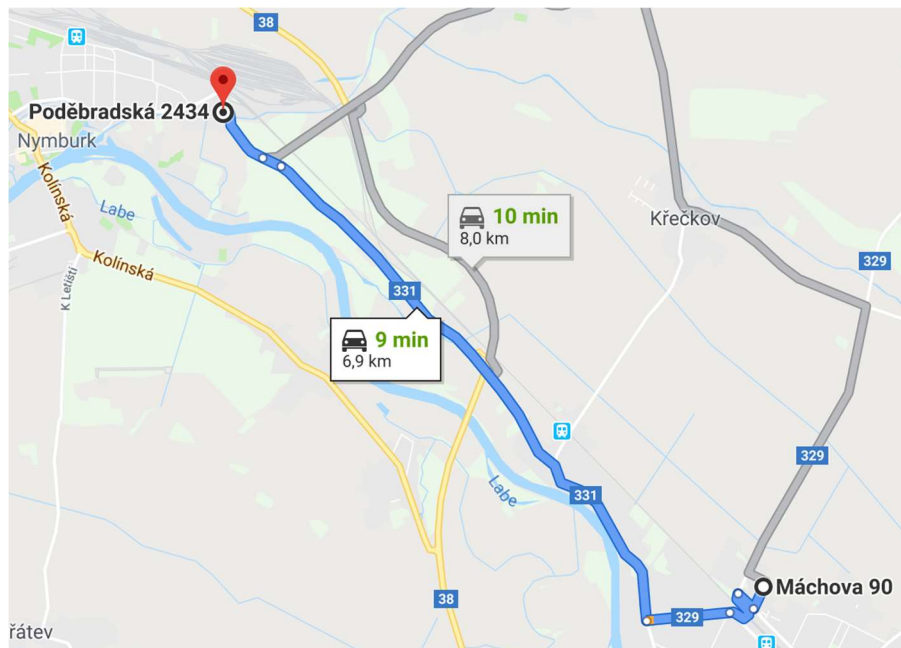 38
Poděbradská 2434
Nymburk
Kolínská
Labe
10 min
8,0 km
Křečkov
329
Kolínská
K Letišti
331
9 min
6,9 km
329
331
Labe
Máchova 90
38
329
řátev